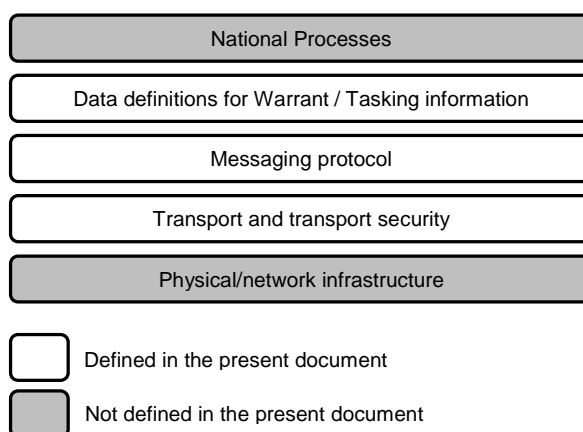 National Processes
Data definitions for Warrant / Tasking information
Messaging protocol
Transport and transport security
Physical/network infrastructure
Defined in the present document
Not defined in the present document